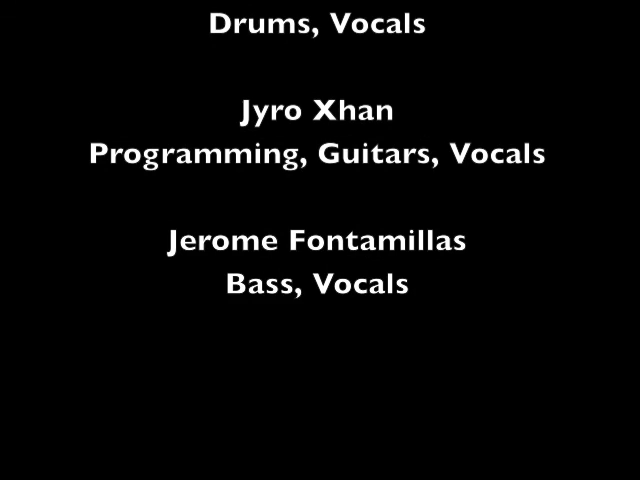 Drums, Vocals
Jyro Xhan
Programming, Guitars, Vocals
Jerome Fontamillas
Bass, Vocals